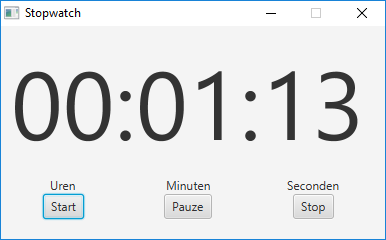 Stopwatch
00:01:13
Uren Minuten Seconden
Start Pauze Stop